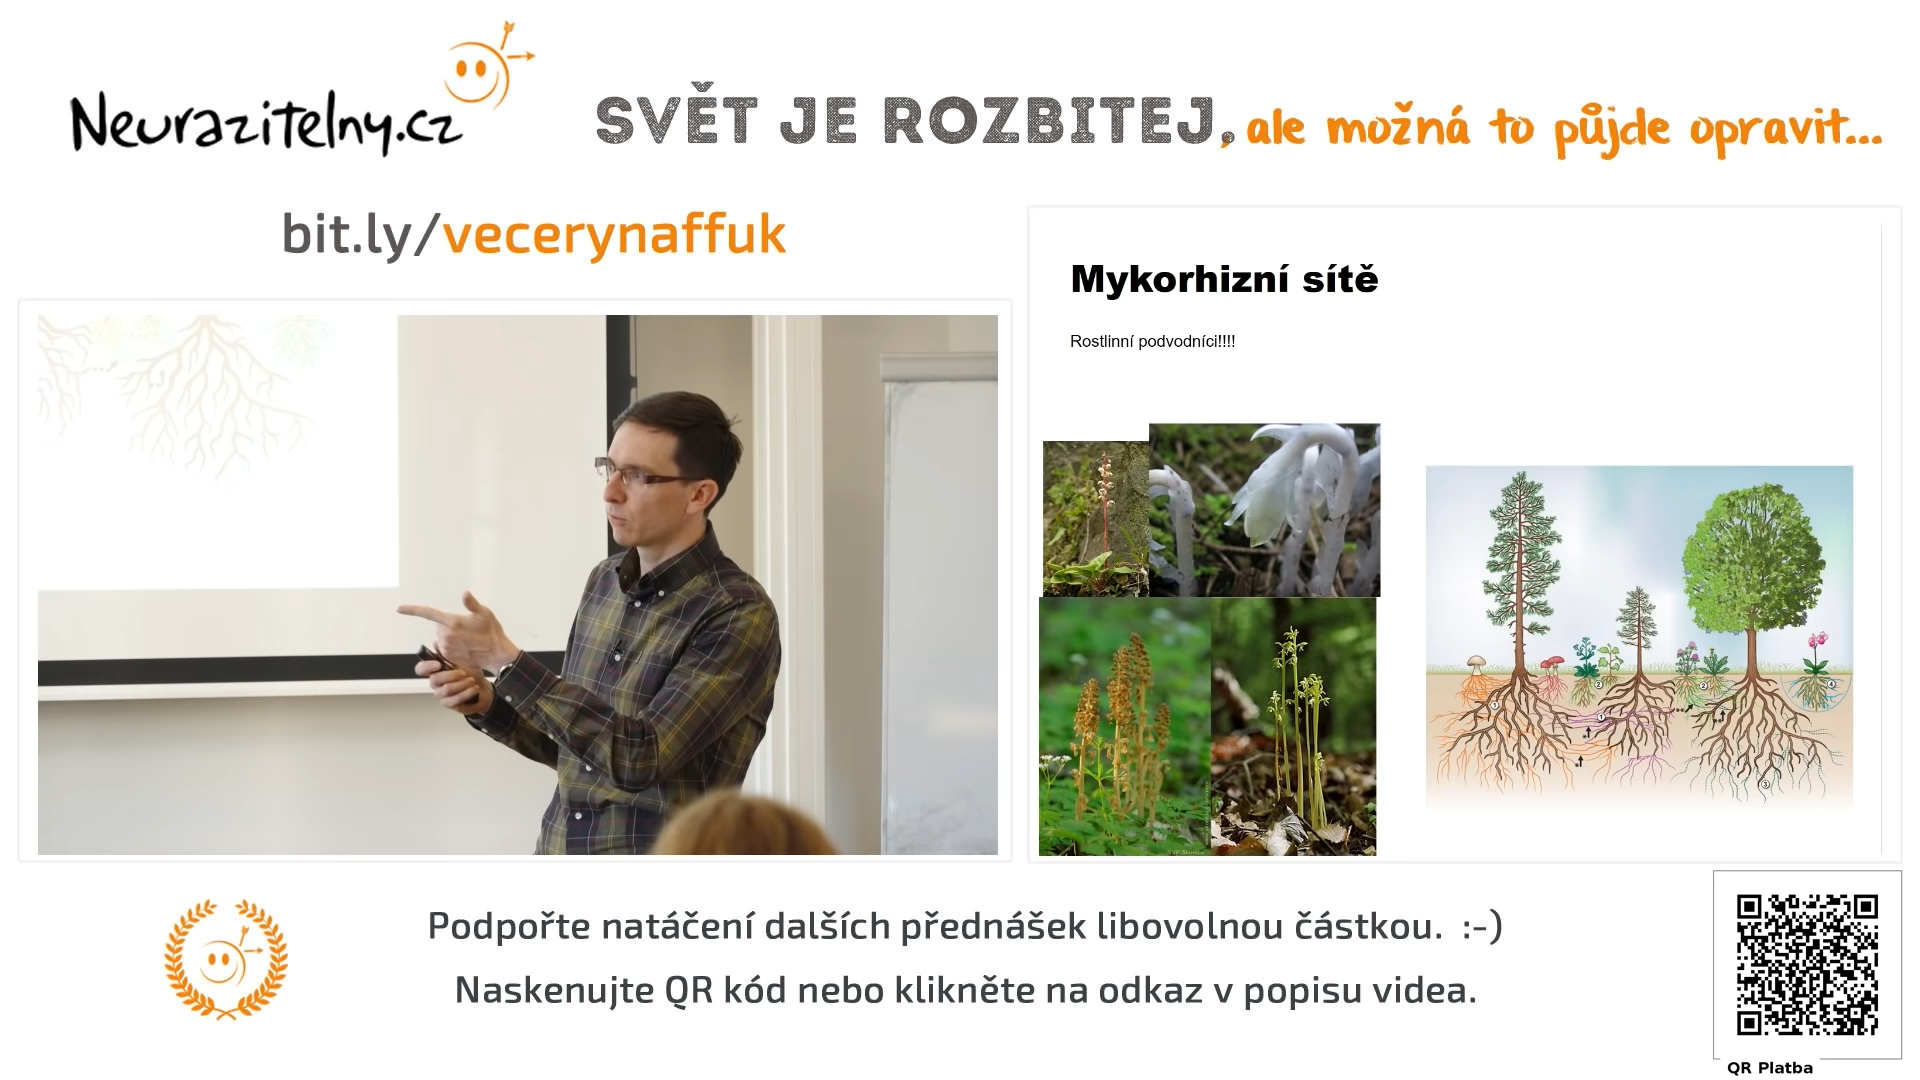 Neurazitelny.cz
SVĚT JE ROZBITEJ, ale možná to půjde opravit...
bit.ly/vecerynaffuk
Mykorhizní sítě
Rostlinní podvodníci!!!!
Podpořte natáčení dalších přednášek libovolnou částkou. :-)
Naskenujte QR kód nebo klikněte na odkaz v popisu videa.
QR Platba